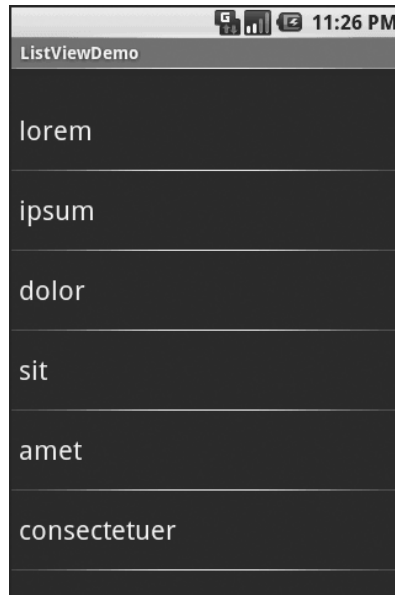 11:26 PM
ListViewDemo
lorem
ipsum
dolor
sit
amet
consectetuer